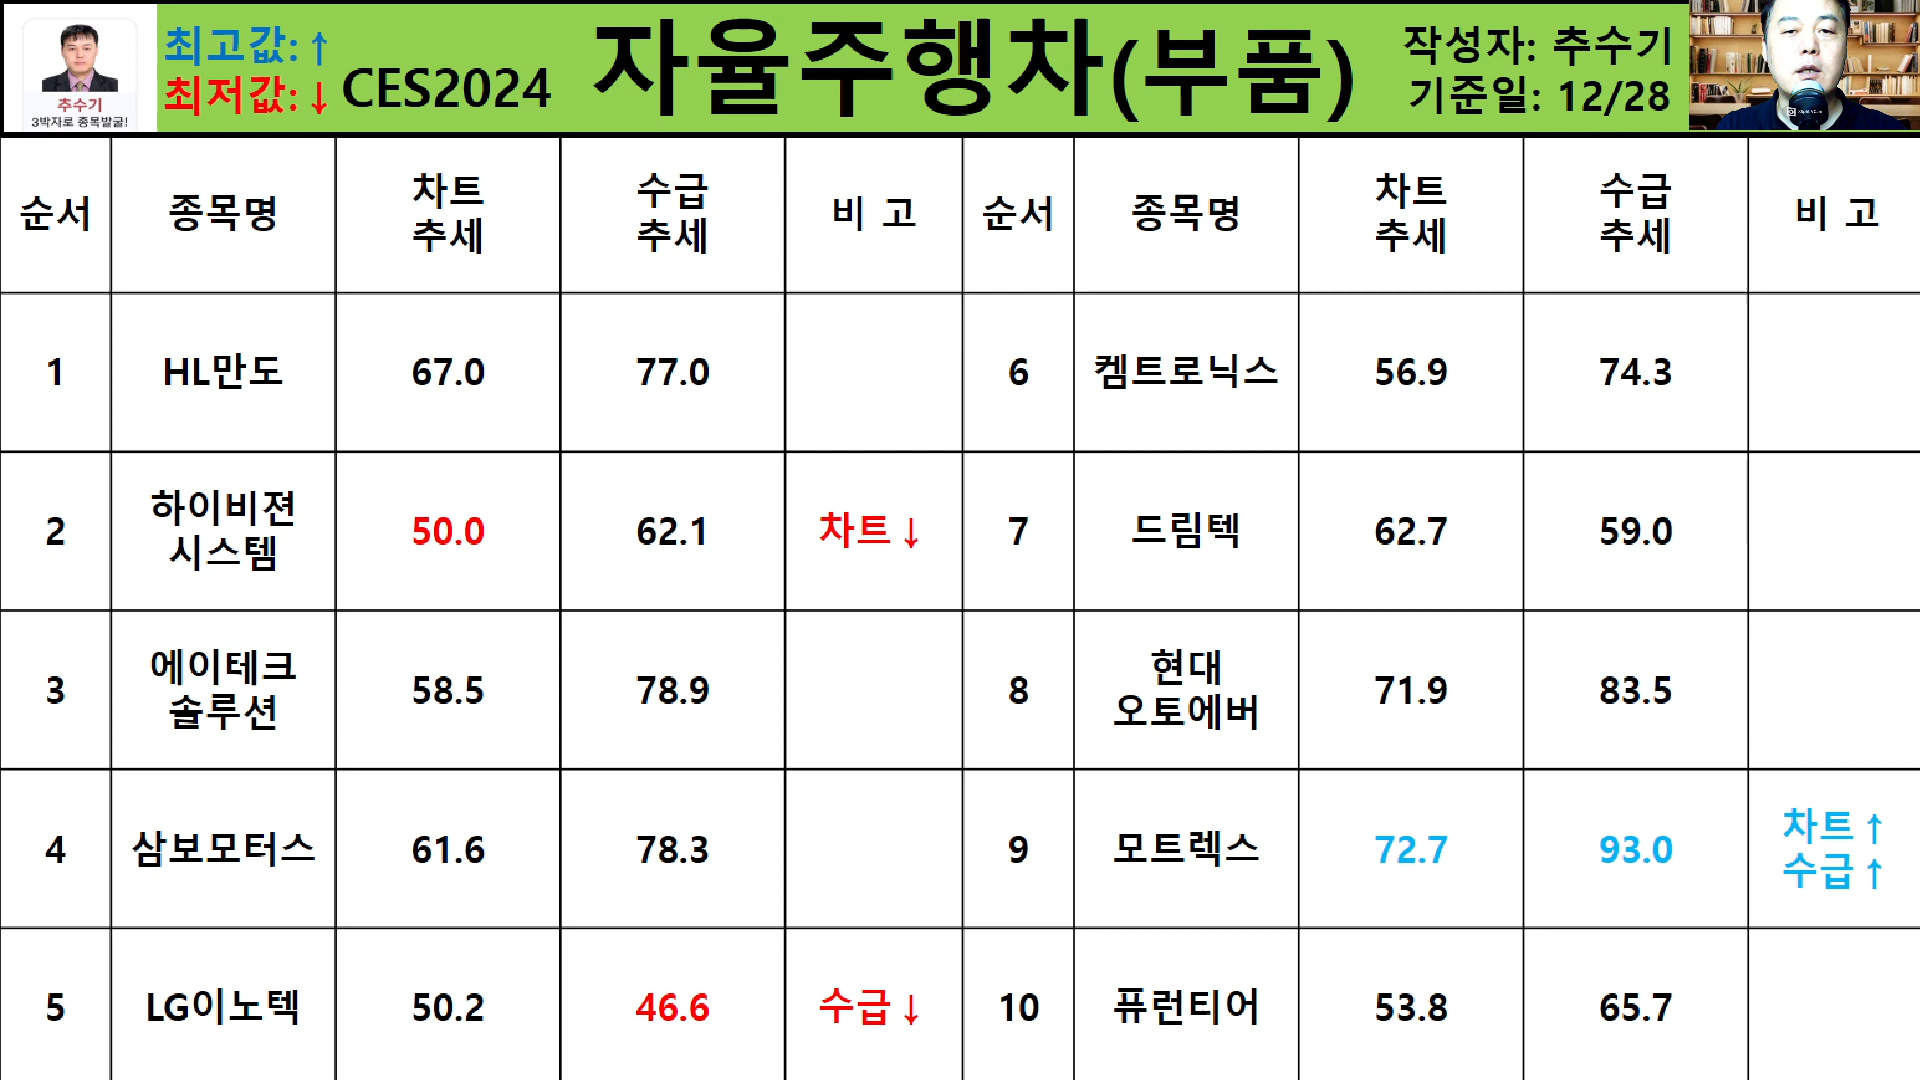 추수기
3박자로 종목발굴!
최고값:↑
최저값:↓
CES2024
자율주행차(부품)
작성자: 추수기
기준일: 12/28
순서
종목명
차트
추세
수급
추세
비 고
순서
종목명
차트
추세
수급
추세
비 고
1
HL만도
67.0
77.0
6
켐트로닉스
56.9
74.3
2
하이비젼
시스템
50.0
62.1
차트↓
7
드림텍
62.7
59.0
3
에이테크
솔루션
58.5
78.9
8
현대
오토에버
71.9
83.5
4
삼보모터스
61.6
78.3
9
모트렉스
72.7
93.0
차트↑
수급↑
5
LG이노텍
50.2
46.6
수급↓
10
퓨런티어
53.8
65.7